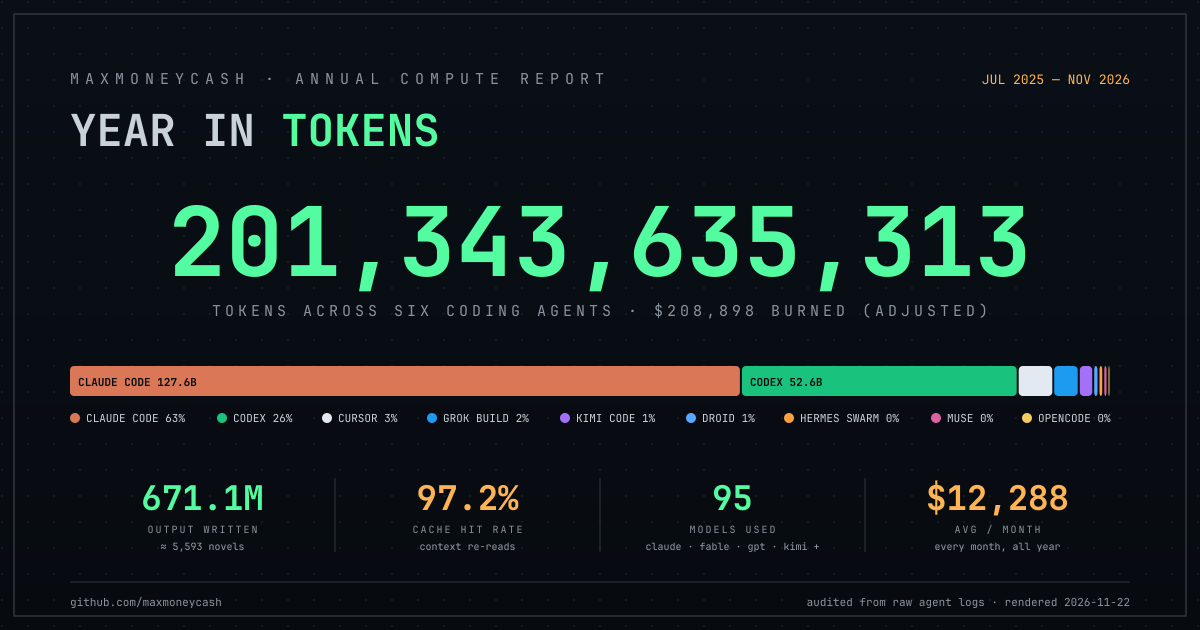 MAXMONEYCASH · ANNUAL COMPUTE REPORT
JUL 2025 — NOV 2026
YEAR IN TOKENS
201,343,635,313
TOKENS ACROSS SIX CODING AGENTS · $208,898 BURNED (ADJUSTED)
CLAUDE CODE 127.6B
CODEX 52.6B
CLAUDE CODE 63%
CODEX 26%
CURSOR 3%
GROK BUILD 2%
KIMI CODE 1%
DROID 1%
HERMES SWARM 0%
MUSE 0%
OPENCODE 0%
671.1M
OUTPUT WRITTEN
≈ 5,593 novels
97.2%
CACHE HIT RATE
context re-reads
95
MODELS USED
claude · fable · gpt · kimi +
$12,288
AVG / MONTH
every month, all year
github.com/maxmoneycash
audited from raw agent logs · rendered 2026-11-22